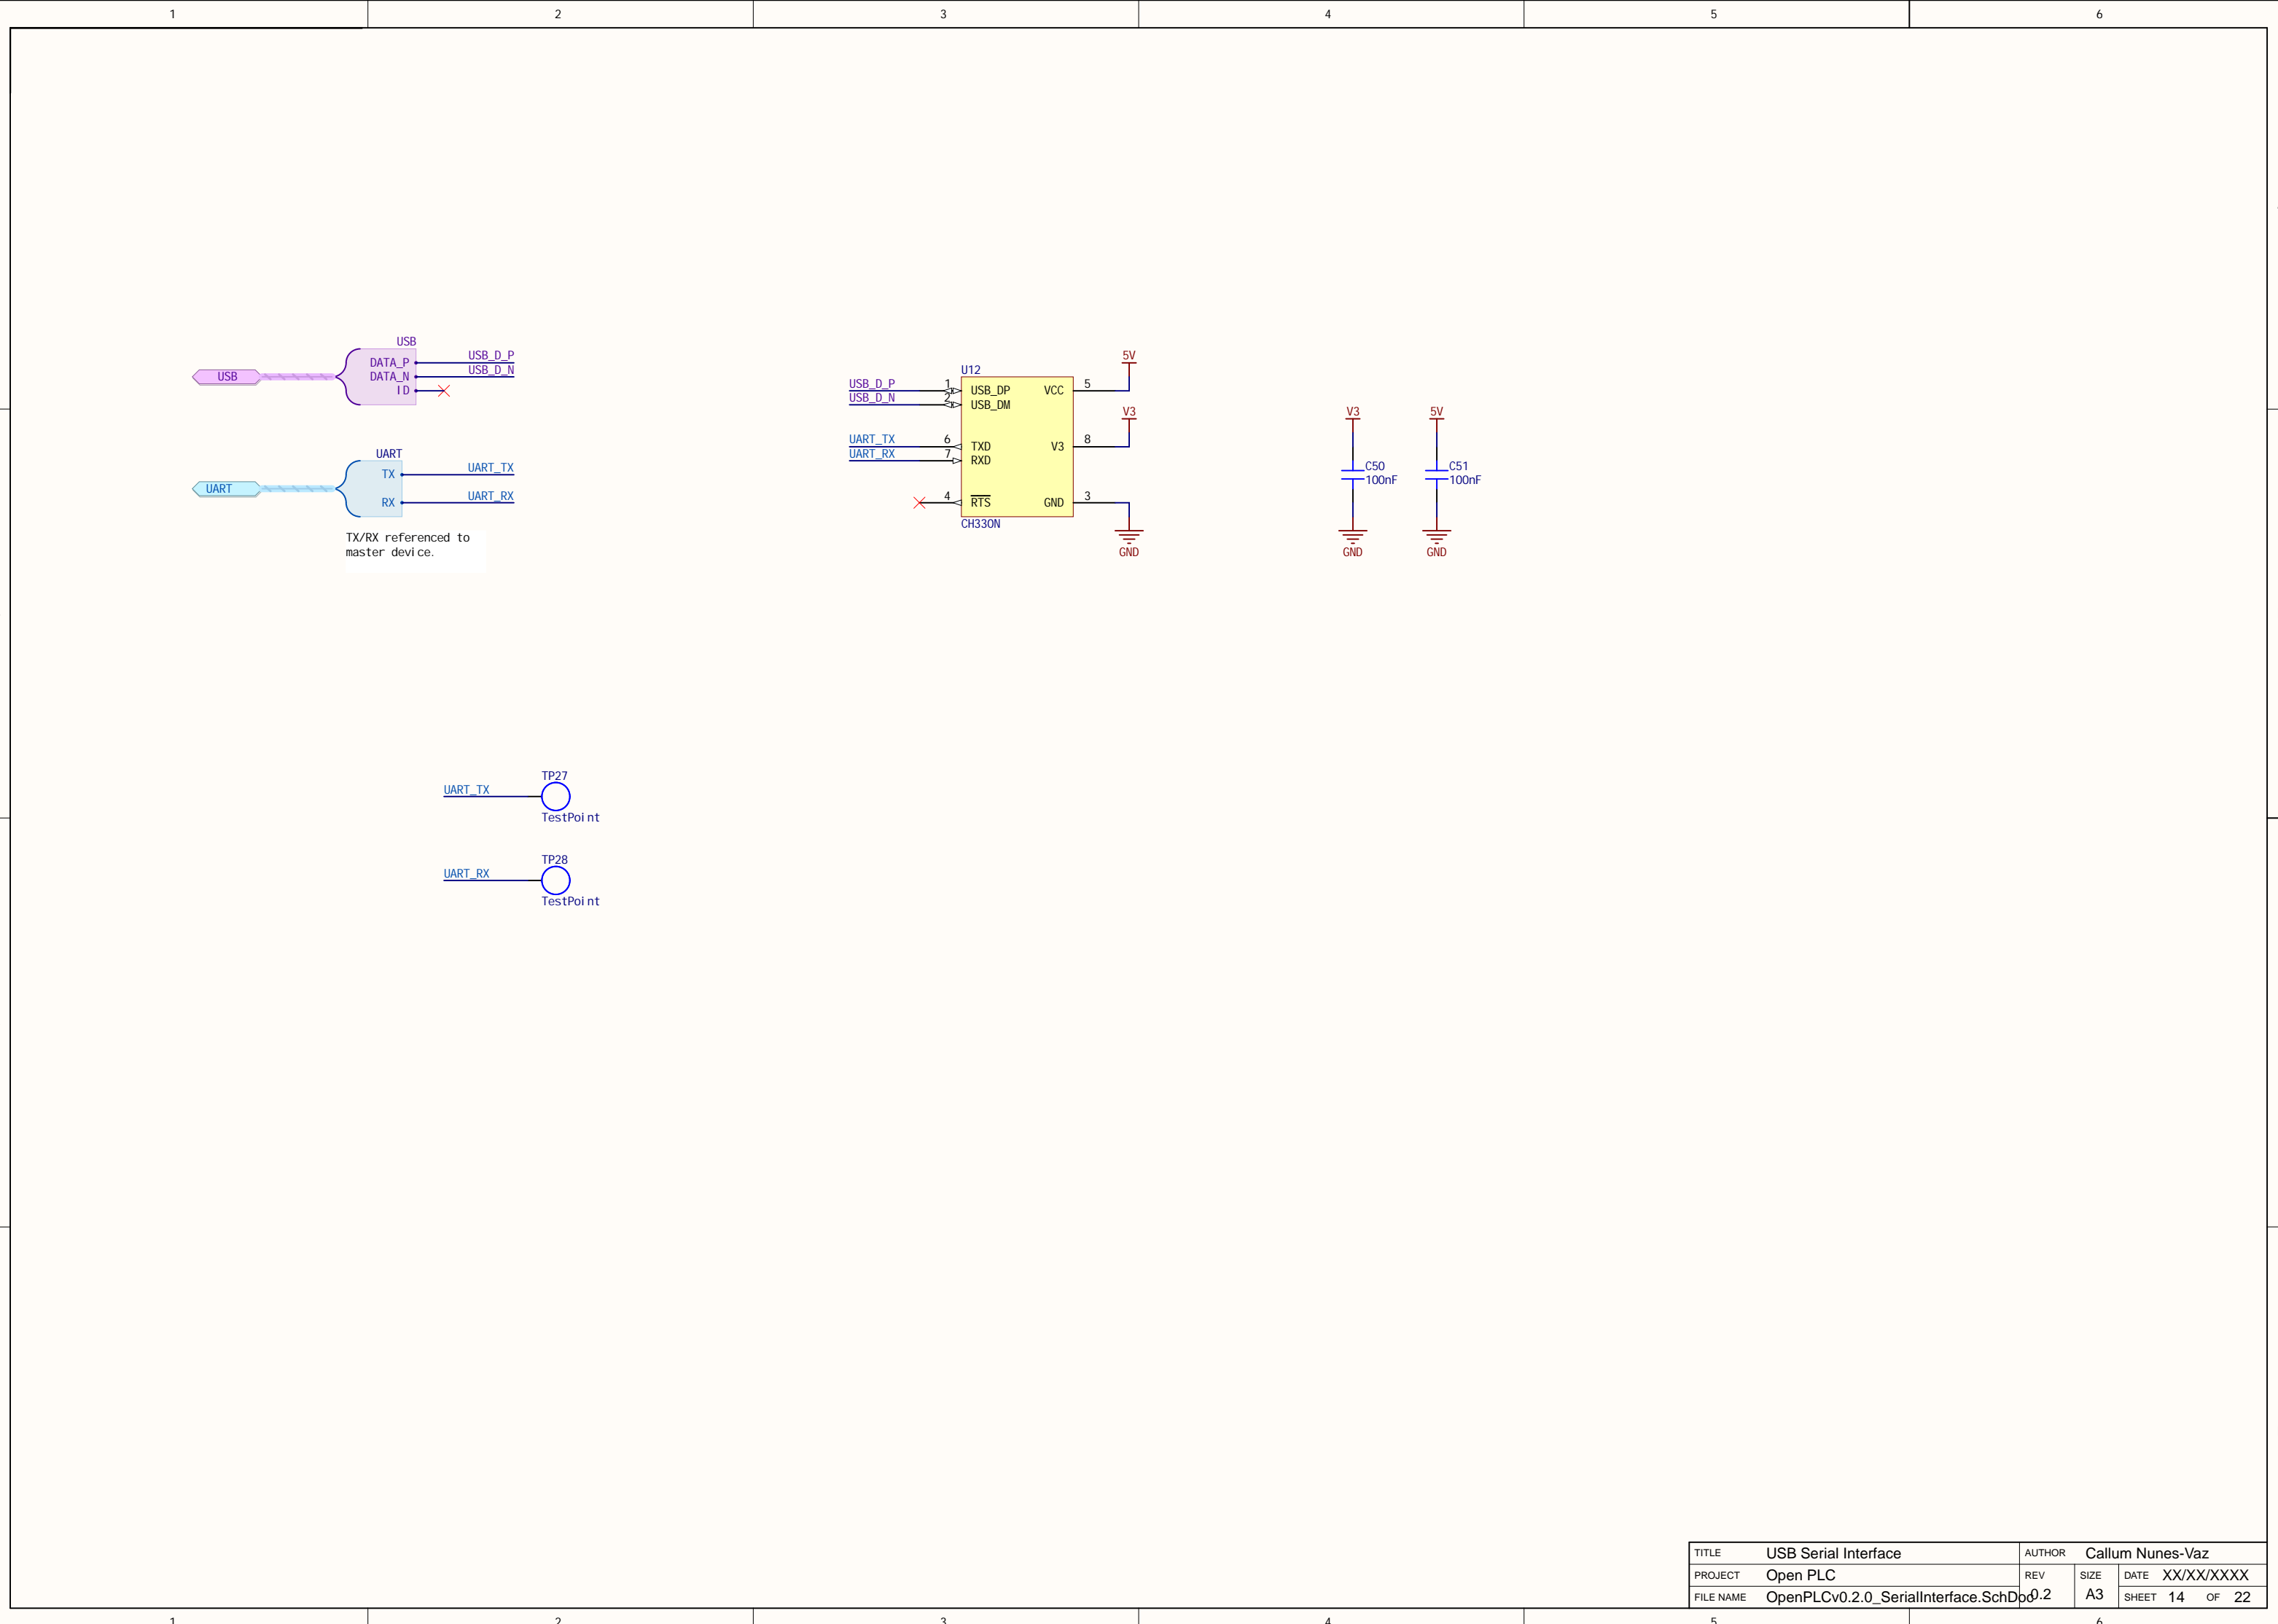 1 2 3 4 5 6
USB
DATA_P USB_D_P
USB DATA_N USB_D_N
ID
UART
TX UART_TX
UART
RX UART_RX
TX/RX referenced to
master device.
U12
5V
USB_D_P 1 USB_DP VCC 5
USB_D_N 2 USB_DM
V3
UART_TX 6 TXD V3 8
UART_RX 7 RXD
4 RTS GND 3
CH330N
GND
V3 5V
C50 C51
100nF 100nF
GND GND
TP27
UART_TX
TestPoint
TP28
UART_RX
TestPoint
TITLE USB Serial Interface AUTHOR Callum Nunes-Vaz
PROJECT Open PLC REV SIZE DATE XX/XX/XXXX
FILE NAME OpenPLCv0.2.0_SerialInterface.SchDoc 0.2 A3 SHEET 14 OF 22
1 2 3 4 5 6